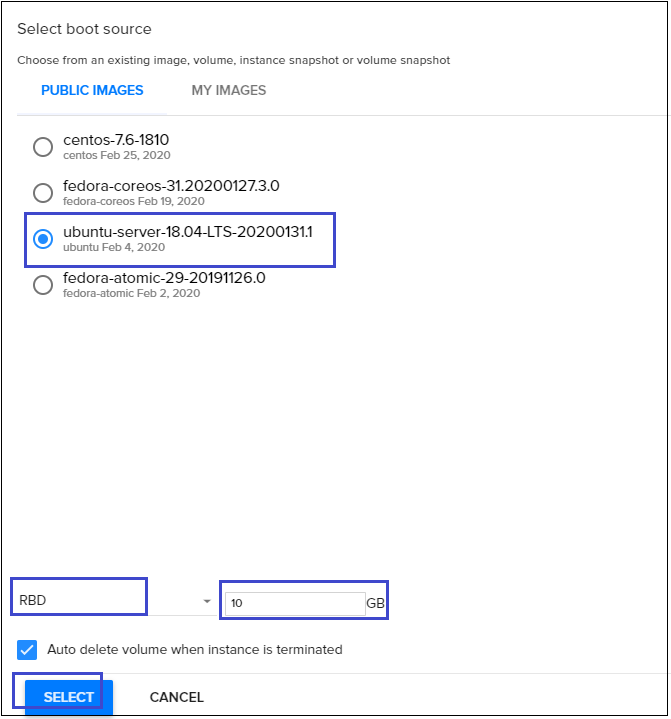 Select boot source
Choose from an existing image, volume, instance snapshot or volume snapshot
PUBLIC IMAGES MY IMAGES
centos-7.6-1810
centos Feb 25, 2020
fedora-coreos-31.20200127.3.0
fedora-coreos Feb 19, 2020
ubuntu-server-18.04-LTS-20200131.1
ubuntu Feb 4, 2020
fedora-atomic-29-20191126.0
fedora-atomic Feb 2, 2020
RBD 10 GB
Auto delete volume when instance is terminated
SELECT CANCEL